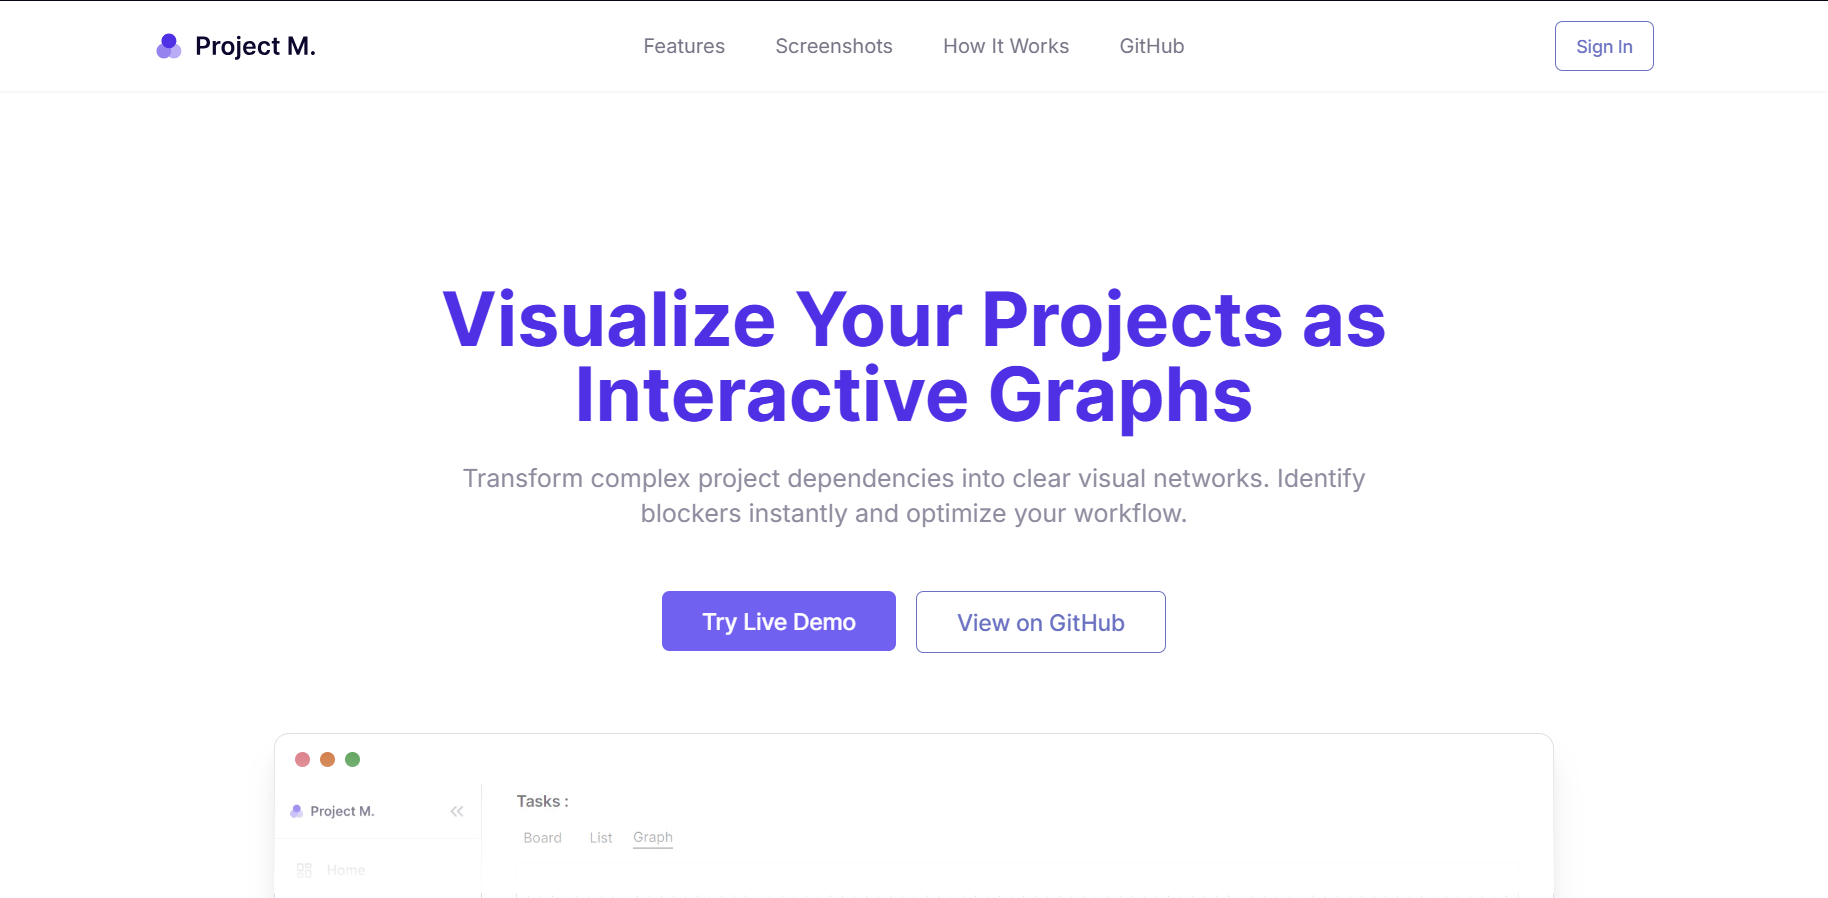 Project M.
Features
Screenshots
How It Works
GitHub
Sign In
Visualize Your Projects as
Interactive Graphs
Transform complex project dependencies into clear visual networks. Identify
blockers instantly and optimize your workflow.
Try Live Demo
View on GitHub
Project M.
Tasks :
Board
List
Graph
Home